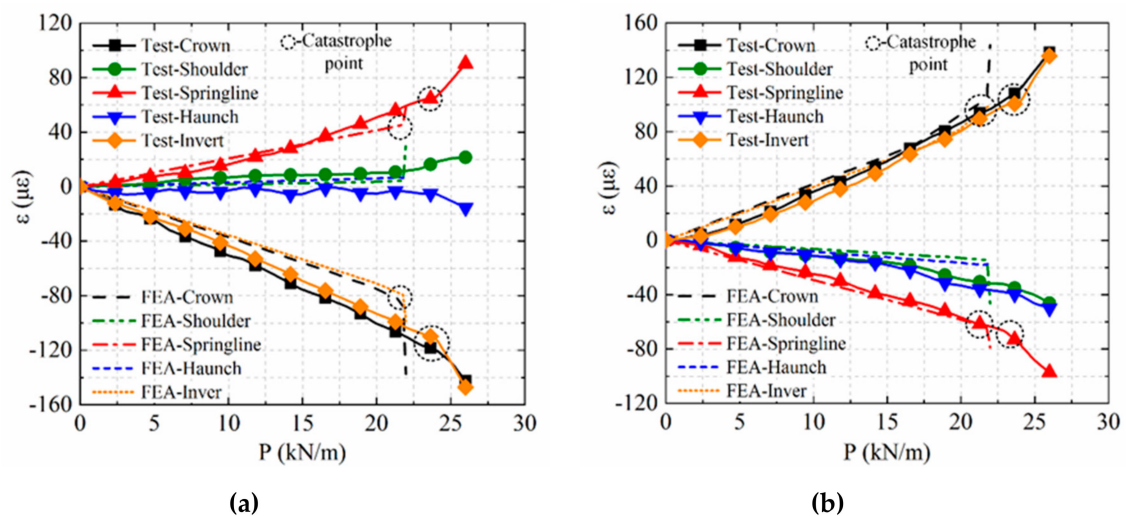 120
80
40
0
-40
-80
-120
-160
ε (με)
Test-Crown
Test-Shoulder
Test-Springline
Test-Haunch
Test-Invert
-Catastrophe
point
FEA-Crown
FEA-Shoulder
FEA-Springline
FEA-Haunch
FEA-Inver
0 5 10 15 20 25 30
P (kN/m)
(a)
160
120
80
40
0
-40
-80
-120
ε (με)
Test-Crown
Test-Shoulder
Test-Springline
Test-Haunch
Test-Invert
-Catastrophe
point
FEA-Crown
FEA-Shoulder
FEA-Springline
FEA-Haunch
FEA-Inver
0 5 10 15 20 25 30
P (kN/m)
(b)